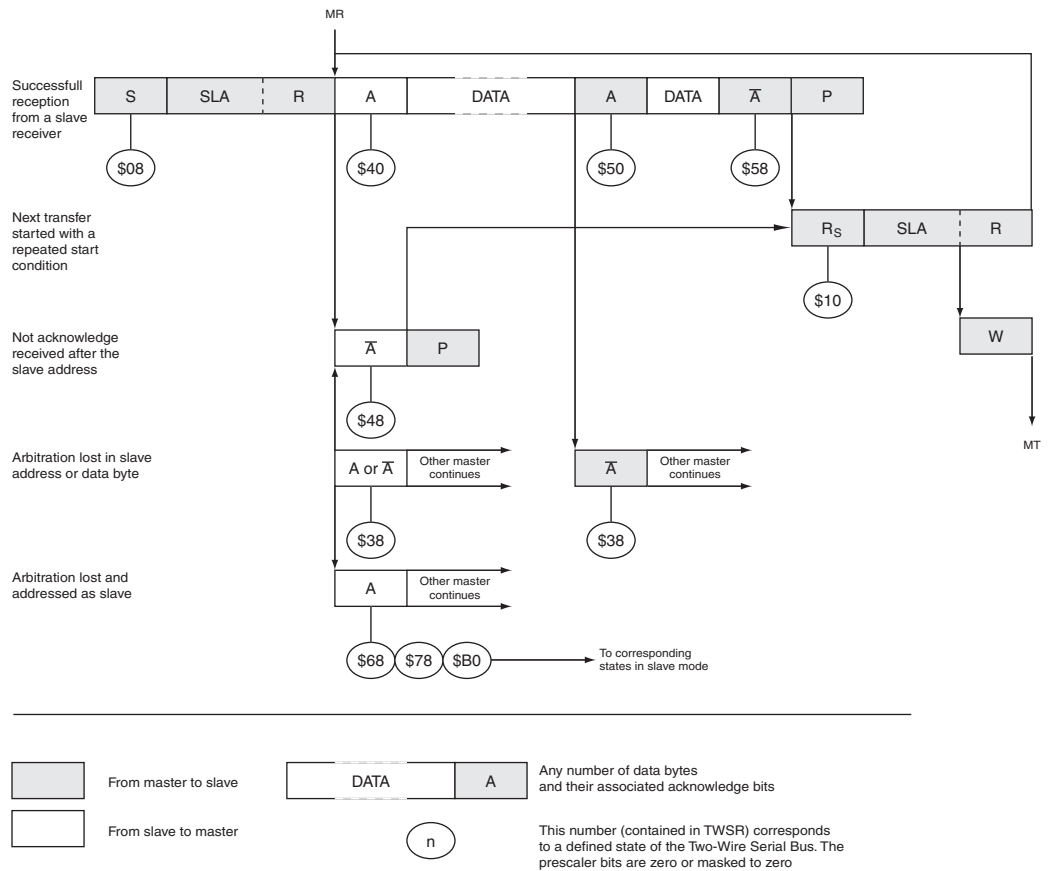 MR
Successfull
reception
from a slave
receiver
S SLA R A DATA A DATA A̅ P
$08 $40 $50 $58
Next transfer
started with a
repeated start
condition
RS SLA R
$10
Not acknowledge
received after the
slave address
A̅ P
W
$48
MT
Arbitration lost in slave
address or data byte
A or A̅
Other master
continues
A̅
Other master
continues
$38 $38
Arbitration lost and
addressed as slave
A
Other master
continues
$68 $78 $B0
To corresponding
states in slave mode
From master to slave
DATA A
Any number of data bytes
and their associated acknowledge bits
From slave to master
n
This number (contained in TWSR) corresponds
to a defined state of the Two-Wire Serial Bus. The
prescaler bits are zero or masked to zero